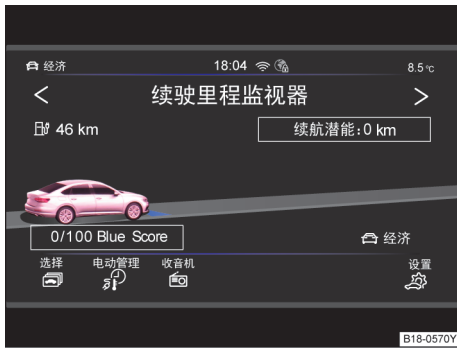 经济 18:04 8.5 ℃
< 续驶里程监视器 >
46 km 续航潜能:0 km
0/100 Blue Score 经济
选择 电动管理 收音机 设置
B18-0570Y